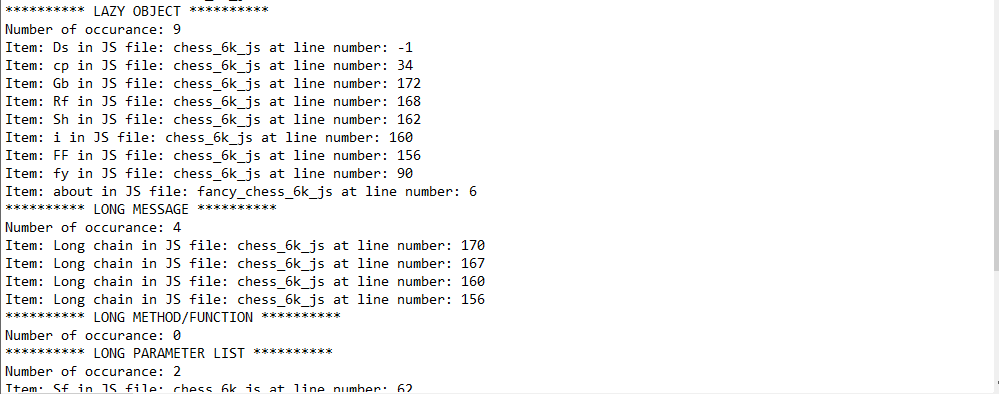 ********** LAZY OBJECT **********
Number of occurance: 9
Item: Ds in JS file: chess_6k_js at line number: -1
Item: cp in JS file: chess_6k_js at line number: 34
Item: Gb in JS file: chess_6k_js at line number: 172
Item: Rf in JS file: chess_6k_js at line number: 168
Item: Sh in JS file: chess_6k_js at line number: 162
Item: i in JS file: chess_6k_js at line number: 160
Item: FF in JS file: chess_6k_js at line number: 156
Item: fy in JS file: chess_6k_js at line number: 90
Item: about in JS file: fancy_chess_6k_js at line number: 6
********** LONG MESSAGE **********
Number of occurance: 4
Item: Long chain in JS file: chess_6k_js at line number: 170
Item: Long chain in JS file: chess_6k_js at line number: 167
Item: Long chain in JS file: chess_6k_js at line number: 160
Item: Long chain in JS file: chess_6k_js at line number: 156
********** LONG METHOD/FUNCTION **********
Number of occurance: 0
********** LONG PARAMETER LIST **********
Number of occurance: 2
Item: Sf in JS file: chess_6k_js at line number: 62